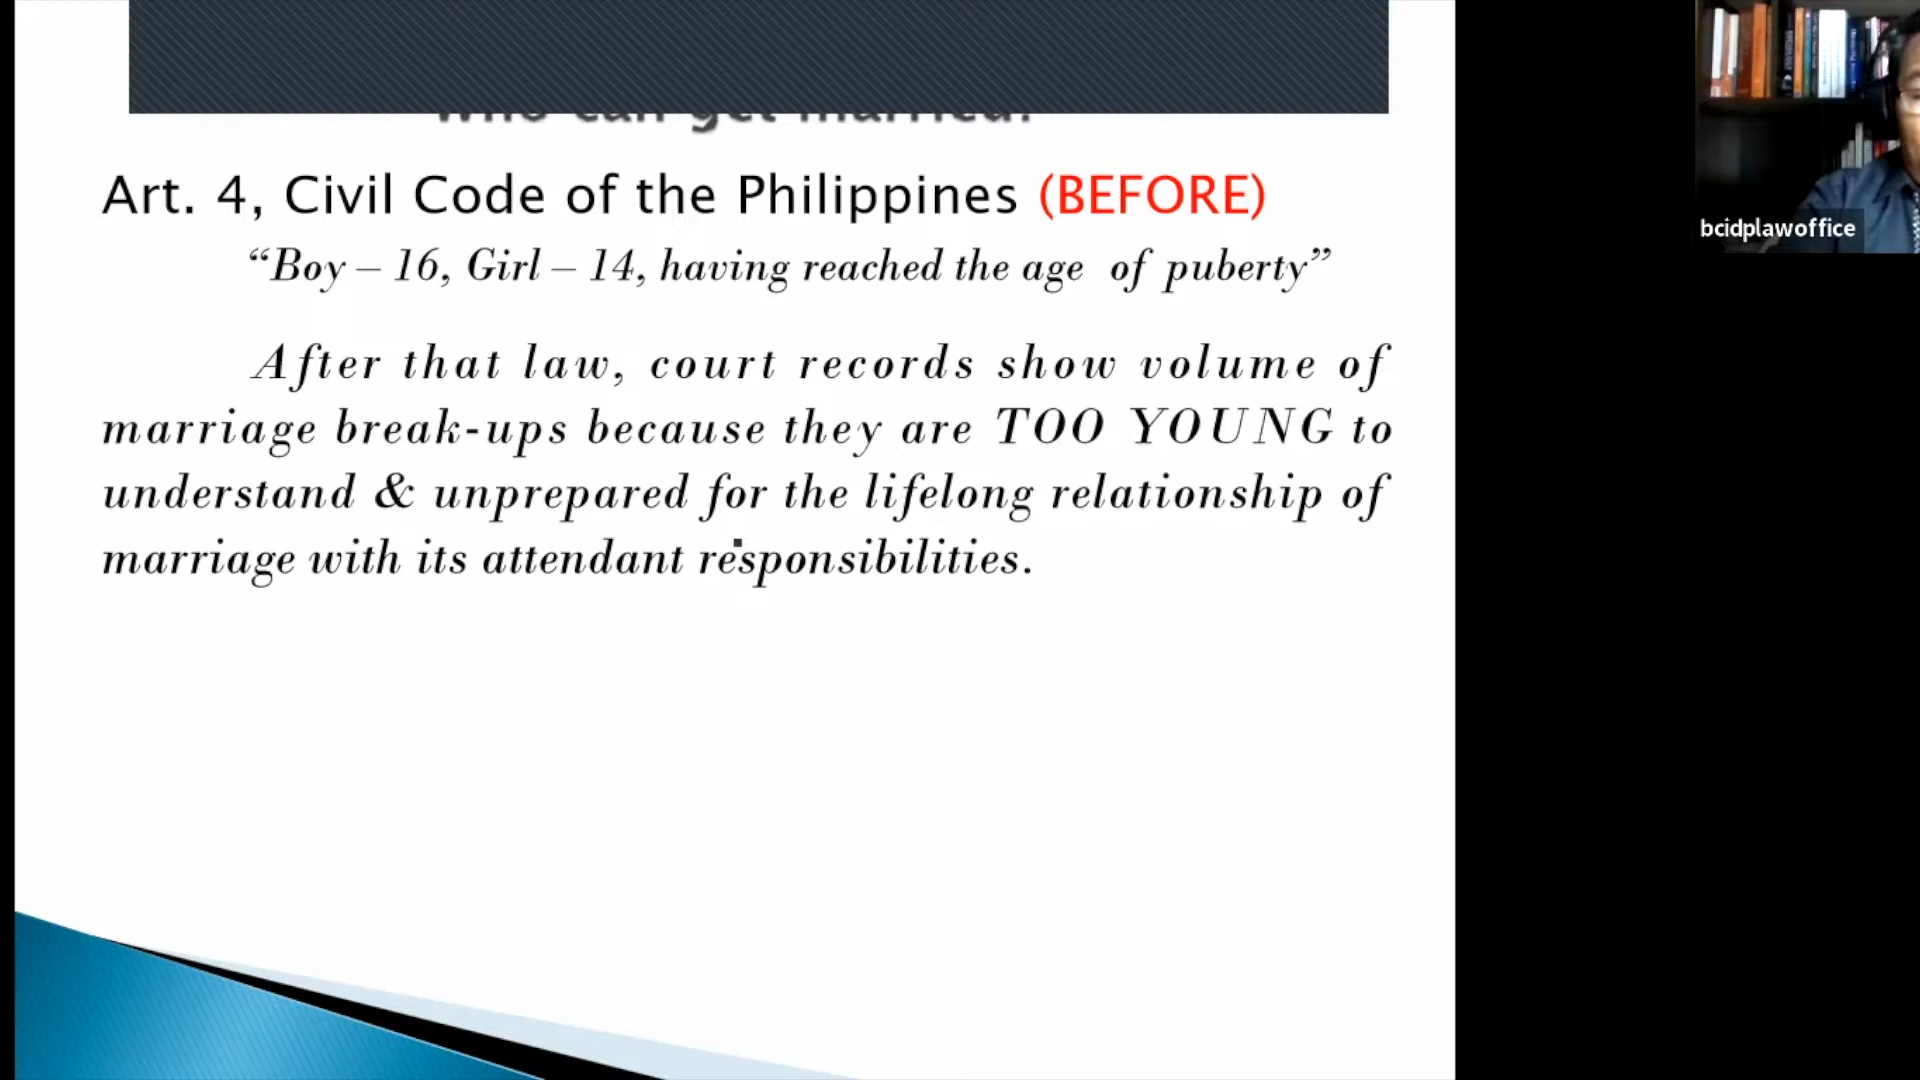 Who can get married?
Art. 4, Civil Code of the Philippines (BEFORE)
“Boy – 16, Girl – 14, having reached the age of puberty”
After that law, court records show volume of
marriage break-ups because they are TOO YOUNG to
understand & unprepared for the lifelong relationship of
marriage with its attendant responsibilities.
bcidplawoffice